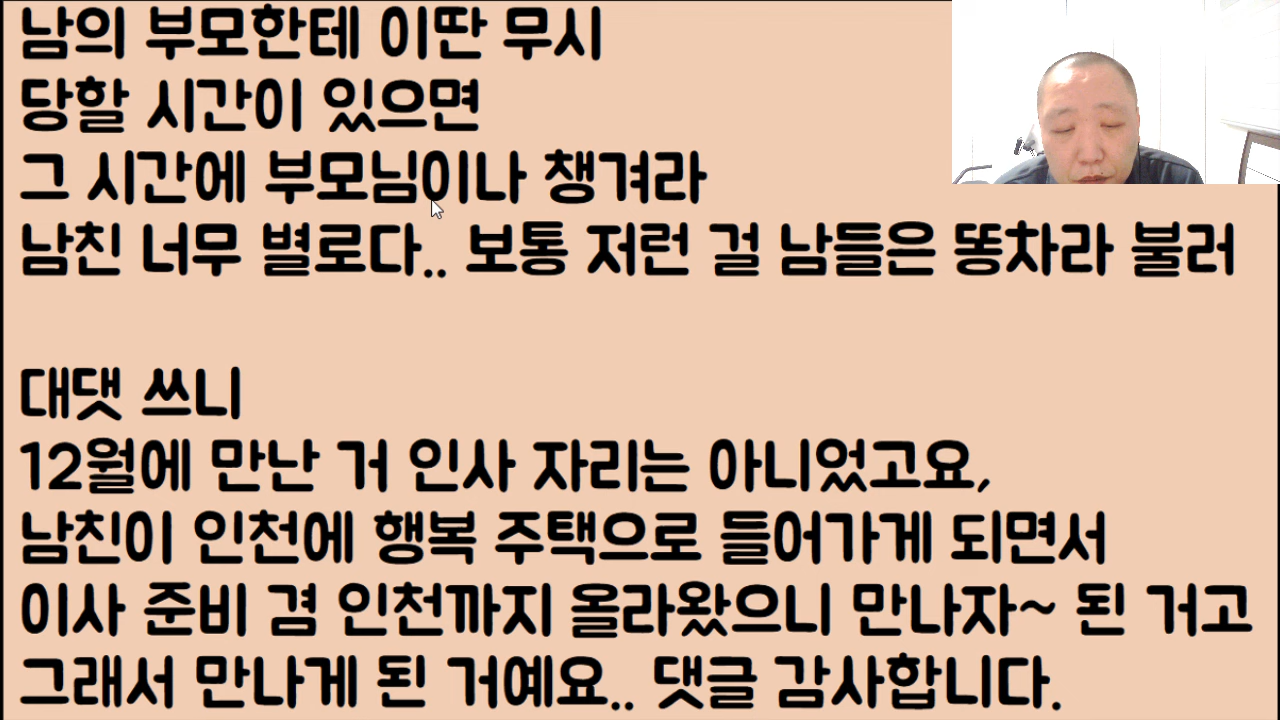 남의 부모한테 이딴 무시
당할 시간이 있으면
그 시간에 부모님이나 챙겨라
남친 너무 별로다.. 보통 저런 걸 남들은 똥차라 불러
대댓 쓰니
12월에 만난 거 인사 자리는 아니었고요,
남친이 인천에 행복 주택으로 들어가게 되면서
이사 준비 겸 인천까지 올라왔으니 만나자~ 된 거고
그래서 만나게 된 거예요.. 댓글 감사합니다.